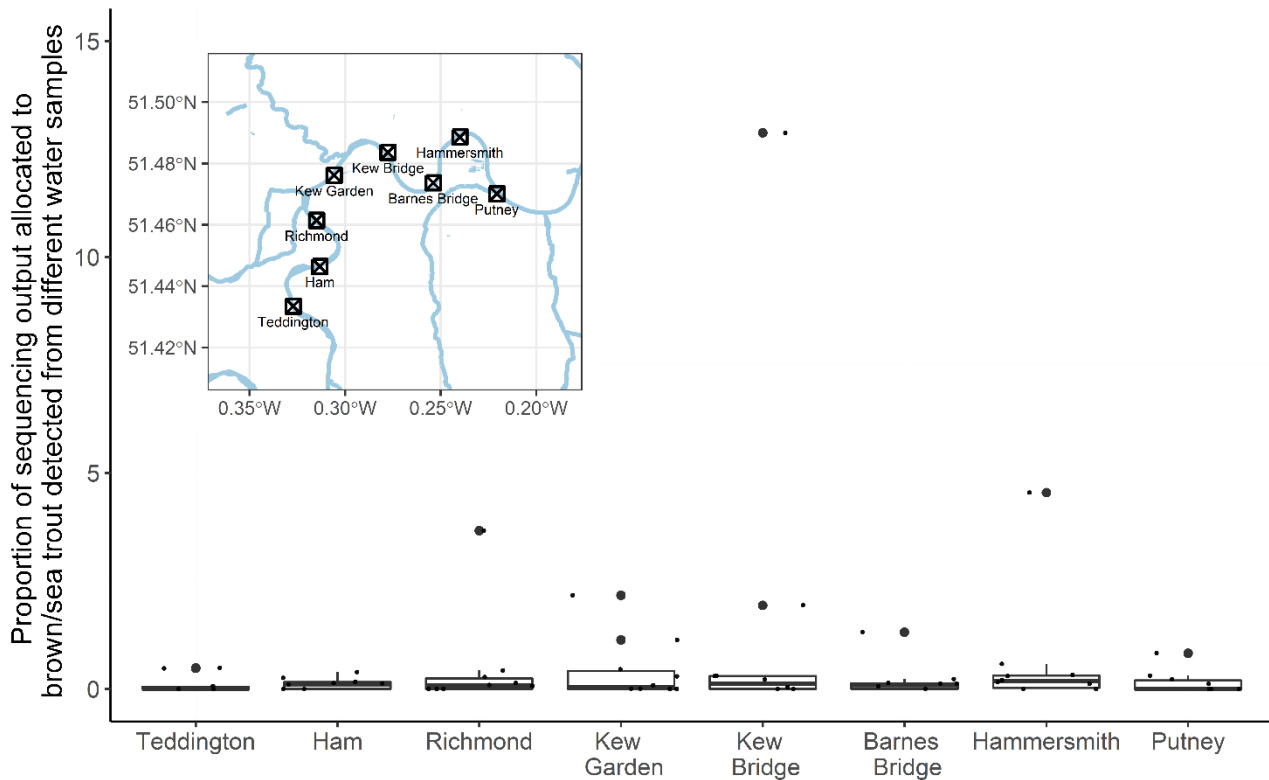 Proportion of sequencing output allocated to
brown/sea trout detected from different water samples
15
10
5
0
51.50°N
51.48°N
51.46°N
51.44°N
51.42°N
0.35°W
0.30°W
0.25°W
0.20°W
Hammersmith
Kew Bridge
Kew Garden
Barnes Bridge
Putney
Richmond
Ham
Teddington
Teddington
Ham
Richmond
Kew
Garden
Kew
Bridge
Barnes
Bridge
Hammersmith
Putney